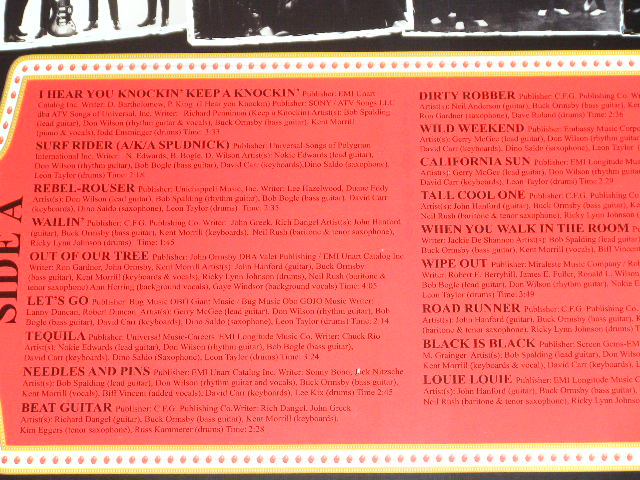 SIDE A
I HEAR YOU KNOCKIN' KEEP A KNOCKIN' Publisher: EMI Unart
Catalog Inc. Writer: D. Bartholomew, P. King (I Hear you Knockin) Publisher: SONY / ATV Songs LLC
dba ATV Songs of Universal, Inc. Writer: Richard Penniman (Keep a Knockin) Artist(s): Bob Spalding
(lead guitar), Don Wilson (rhythm guitar & vocals), Buck Ormsby (bass guitar), Kent Morrill
(piano & vocals), Todd Ensminger (drums) Time: 3:33
SURF RIDER (A/K/A SPUDNICK) Publisher: Songs of Polygram
International Inc. Writer: N. Edwards, B. Bogle, D. Wilson Artist(s): Nokie Edwards (lead guitar),
Don Wilson (rhythm guitar), Bob Bogle (bass guitar), David Carr (keyboards), Dino Saldo (saxophone),
Leon Taylor (drums) Time: 2:18
REBEL-ROUSER Publisher: Unichappell Music, Inc. Writer: Lee Hazelwood, Duane Eddy
Artist(s): Don Wilson (lead guitar), Bob Spalding (rhythm guitar), Bob Bogle (bass guitar), David Carr
(keyboards), Dino Saldo (saxophone), Leon Taylor (drums) Time: 2:35
WAILIN' Publisher: C.F.G. Publishing Co. Writer: John Greek, Rich Dangel Artist(s): John Hanford
(guitar), Buck Ormsby (bass guitar), Kent Morrill (keyboards), Neil Rush (baritone & tenor saxophone),
Ricky Lynn Johnson (drums) Time: 1:45
OUT OF OUR TREE Publisher: John Ormsby DBA Valet Publishing / EMI Unart Catalog Inc
Writer: Ron Gardner, John Ormsby, Kent Morrill Artist(s): John Hanford (guitar), Buck Ormsby
(bass guitar), Kent Morrill (keyboards & vocals), Ricky Lynn Johnson (drums), Neil Rush (baritone &
tenor saxophone) Ann Herring (background vocals), Gaye Windsor (background vocals) Time: 4:05
LET'S GO Publisher: Bug Music OBO Giant Music / Bug Music Obo GOJO Music Writer:
Lanny Duncan, Robert Duncan, Artist(s): Gerry McGee (lead guitar), Don Wilson (rhythm guitar), Bob
Bogle (bass guitar), David Carr (keyboards), Dino Saldo (saxophone), Leon Taylor (drums) Time: 2:14
TEQUILA Publisher: Universal Music-Careers / EMI Longitude Music Co. Writer: Chuck Rio
Artist(s): Nokie Edwards (lead guitar), Don Wilson (rhythm guitar), Bob Bogle (bass guitar),
David Carr (keyboards), Dino Saldo (Saxophone), Leon Taylor (drums) Time: 3:24
NEEDLES AND PINS Publisher: EMI Unart Catalog Inc. Writer: Sonny Bono, Jack Nitzsche
Artist(s): Bob Spalding (lead guitar), Don Wilson (rhythm guitar and vocals), Buck Ormsby (bass guitar),
Kent Morrill (vocals), Biff Vincent (added vocals), David Carr (keyboards), Lee Kix (drums) Time 2:45
BEAT GUITAR Publisher: C.F.G. Publishing Co. Writer: Rich Dangel, John Greek
Artist(s): Richard Dangel (guitar), Buck Ormsby (bass guitar), Kent Morrill (keyboards),
Kim Eggers (tenor saxophone), Russ Kammerer (drums) Time: 2:28
DIRTY ROBBER Publisher: C.F.G. Publishing Co. Wr
Artist(s): Neil Anderson (guitar), Buck Ormsby (bass guitar), Ke
Ron Gardner (sax), Dave Roland (drums) Time: 2:36
WILD WEEKEND Publisher: Embassy Music C
Artist(s): Gerry McGee (lead guitar), Don Wilson (rhythm guitar)
David Carr (keyboards), Dino Saldo (saxophone), Leon Taylor (
CALIFORNIA SUN Publisher: EMI Longitude M
Artist(s): Gerry McGee (lead guitar), Don Wilson (rhythm guitar
David Carr (keyboards), Leon Taylor (drums) Time 2:29
TALL COOL ONE Publisher: C.F.G. Publishing Co
Artist(s): John Hanford (guitar), Buck Ormsby (bass guitar), Ke
Neil Rush (baritone & tenor saxophone), Ricky Lynn Johnson
WHEN YOU WALK IN THE ROOM P
Writer: Jackie De Shannon Artist(s): Bob Spalding (lead guitar)
Buck Ormsby (bass guitar), Kent Morrill (vocals), Biff Vincent
WIPE OUT Publisher: Miraleste Music Company / Rob
Writer: Robert F. Berryhill, James E. Fuller, Ronald L. Wilson
Bob Bogle (lead guitar), Don Wilson (rhythm guitar), Nokie E
Leon Taylor (drums) Time: 3:49
ROAD RUNNER Publisher: C.F.G. Publishing Co.
Artist(s): John Hanford (guitar), Buck Ormsby (bass guitar), K
(baritone & tenor saxophone), Ricky Lynn Johnson (drums)
BLACK IS BLACK Publisher: Screen Gems-EM
M. Grainger Artist(s): Bob Spalding (lead guitar), Don Wils
Kent Morrill (keyboards & vocal), David Carr (keyboards), L
LOUIE LOUIE Publisher: EMI Longitude Music
Artist(s): John Hanford (guitar), Buck Ormsby (bass guitar),
Neil Rush (baritone & tenor saxophone), Ricky Lynn Johnson